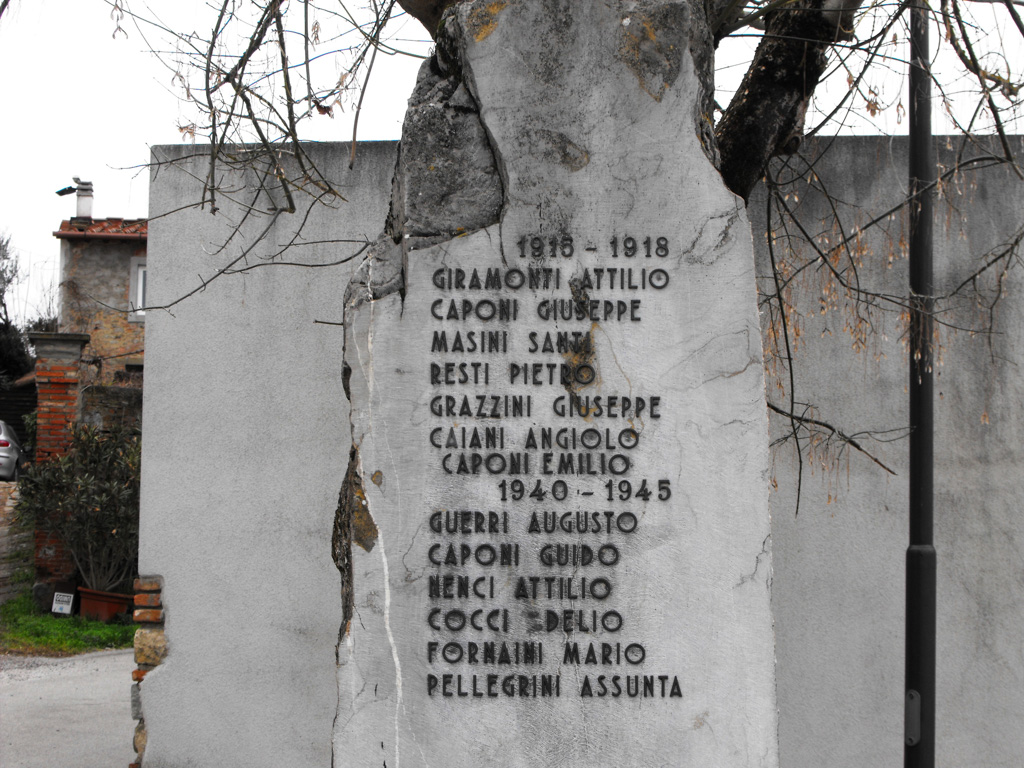 1915 - 1918
GIRAMONTI ATTILIO
CAPONI GIUSEPPE
MASINI SANTI
RESTI PIETRO
GRAZZINI GIUSEPPE
CAIANI ANGIOLO
CAPONI EMILIO
1940 - 1945
GUERRI AUGUSTO
CAPONI GUIDO
NENCI ATTILIO
COCCI DELIO
FORNAINI MARIO
PELLEGRINI ASSUNTA